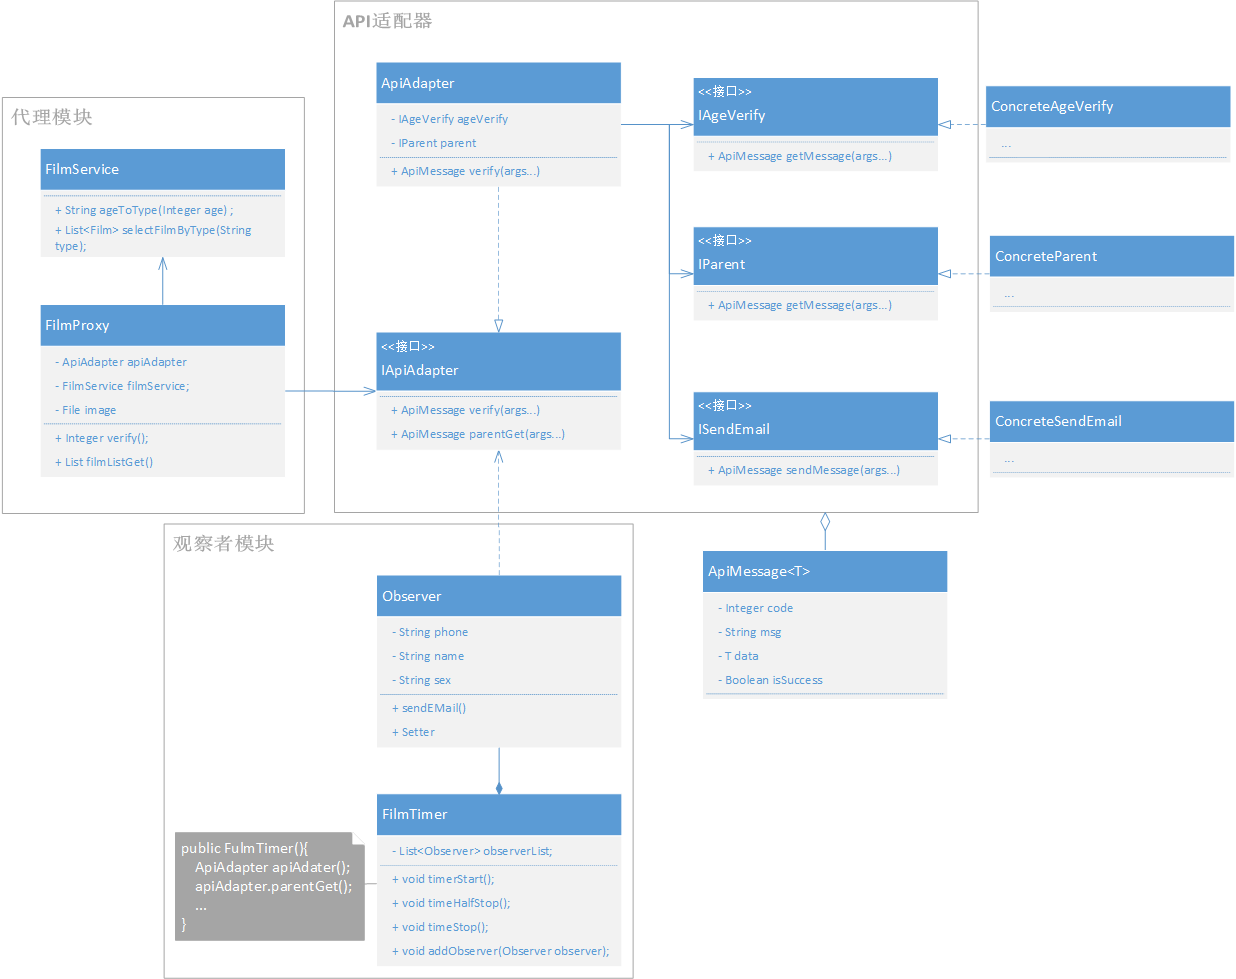 API适配器
ApiAdapter
- IAgeVerify ageVerify
- IParent parent
+ ApiMessage verify(args...)
<<接口>>
IAgeVerify
+ ApiMessage getMessage(args...)
ConcreteAgeVerify
...
代理模块
FilmService
+ String ageToType(Integer age) ;
+ List<Film> selectFilmByType(String
type);
<<接口>>
IParent
+ ApiMessage getMessage(args...)
ConcreteParent
...
FilmProxy
- ApiAdapter apiAdapter
- FilmService filmService;
- File image
+ Integer verify();
+ List filmListGet()
<<接口>>
IApiAdapter
+ ApiMessage verify(args...)
+ ApiMessage parentGet(args...)
<<接口>>
ISendEmail
+ ApiMessage sendMessage(args...)
ConcreteSendEmail
...
观察者模块
Observer
- String phone
- String name
- String sex
+ sendEMail()
+ Setter
ApiMessage<T>
- Integer code
- String msg
- T data
- Boolean isSuccess
FilmTimer
- List<Observer> observerList;
+ void timerStart();
+ void timeHalfStop();
+ void timeStop();
+ void addObserver(Observer observer);
public FulmTimer(){
ApiAdapter apiAdater();
apiAdapter.parentGet();
...
}